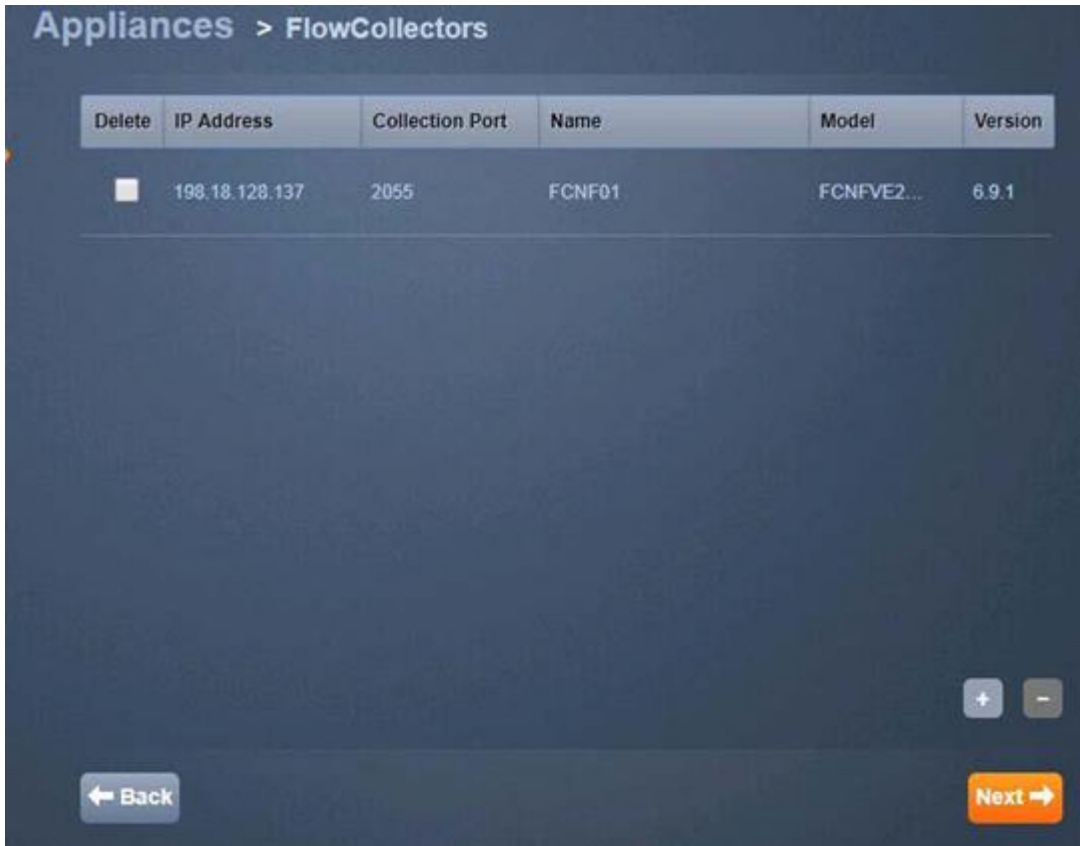 Appliances > FlowCollectors
Delete IP Address Collection Port Name Model Version
198.18.128.137 2055 FCNF01 FCNFVE2... 6.9.1
+ -
← Back Next →